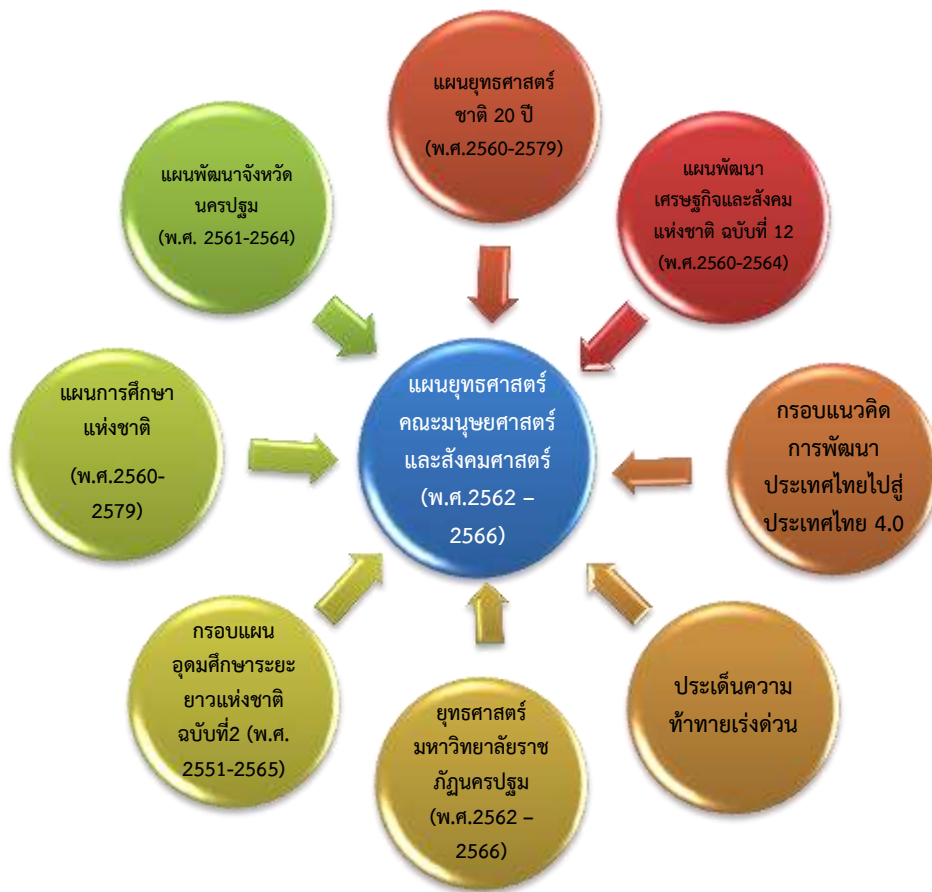 แผนยุทธศาสตร์
ชาติ 20 ปี
(พ.ศ.2560-2579)
แผนพัฒนา
เศรษฐกิจและสังคม
แห่งชาติ ฉบับที่ 12
(พ.ศ.2560-2564)
กรอบแนวคิด
การพัฒนา
ประเทศไทยไปสู่
ประเทศไทย 4.0
ประเด็นความ
ท้าทายเร่งด่วน
ยุทธศาสตร์
มหาวิทยาลัยราช
ภัฏนครปฐม
(พ.ศ.2562 –
2566)
กรอบแผน
อุดมศึกษาระยะ
ยาวแห่งชาติ
ฉบับที่2 (พ.ศ.
2551-2565)
แผนการศึกษา
แห่งชาติ
(พ.ศ.2560-
2579)
แผนพัฒนาจังหวัด
นครปฐม
(พ.ศ. 2561-2564)
แผนยุทธศาสตร์
คณะมนุษยศาสตร์
และสังคมศาสตร์
(พ.ศ.2562 –
2566)